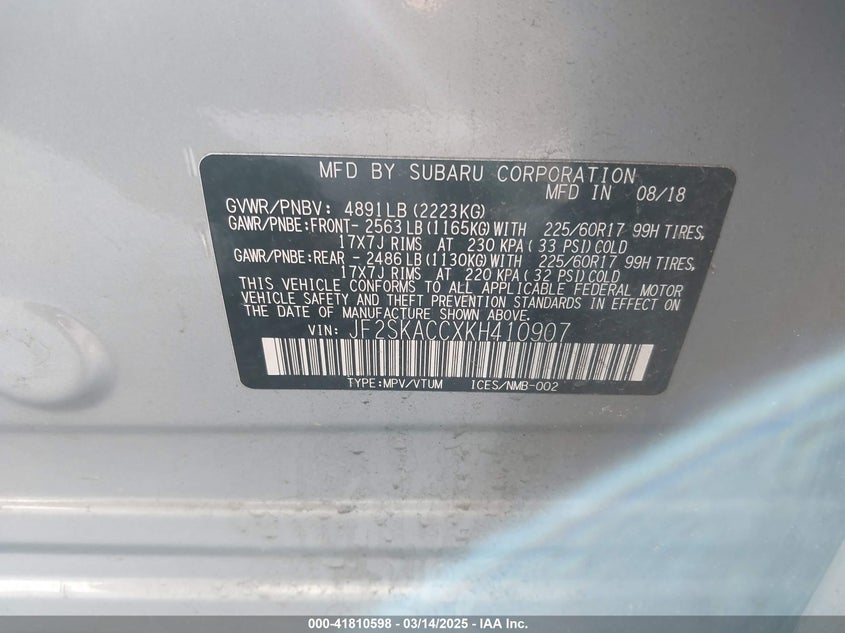 MFD BY SUBARU CORPORATION
MFD IN 08/18
GVWR/PNBV: 4891LB(2223KG)
GAWR/PNBE:FRONT- 2563LB(1165KG)WITH 225/60R17 99H TIRES,
17X7J RIMS AT 230 KPA( 33 PSI)COLD
GAWR/PNBE:REAR - 2486LB(1130KG)WITH 225/60R17 99H TIRES,
17X7J RIMS AT 220 KPA( 32 PSI)COLD
THIS VEHICLE CONFORMS TO ALL APPLICABLE FEDERAL MOTOR
VEHICLE SAFETY AND THEFT PREVENTION STANDARDS IN EFFECT ON
THE DATE OF MANUFACTURE SHOWN ABOVE.
VIN: JF2SKACCXKH410907
TYPE:MPV/VTUM ICES/NMB-002
000-41810598 - 03/14/2025 - IAA, Inc.